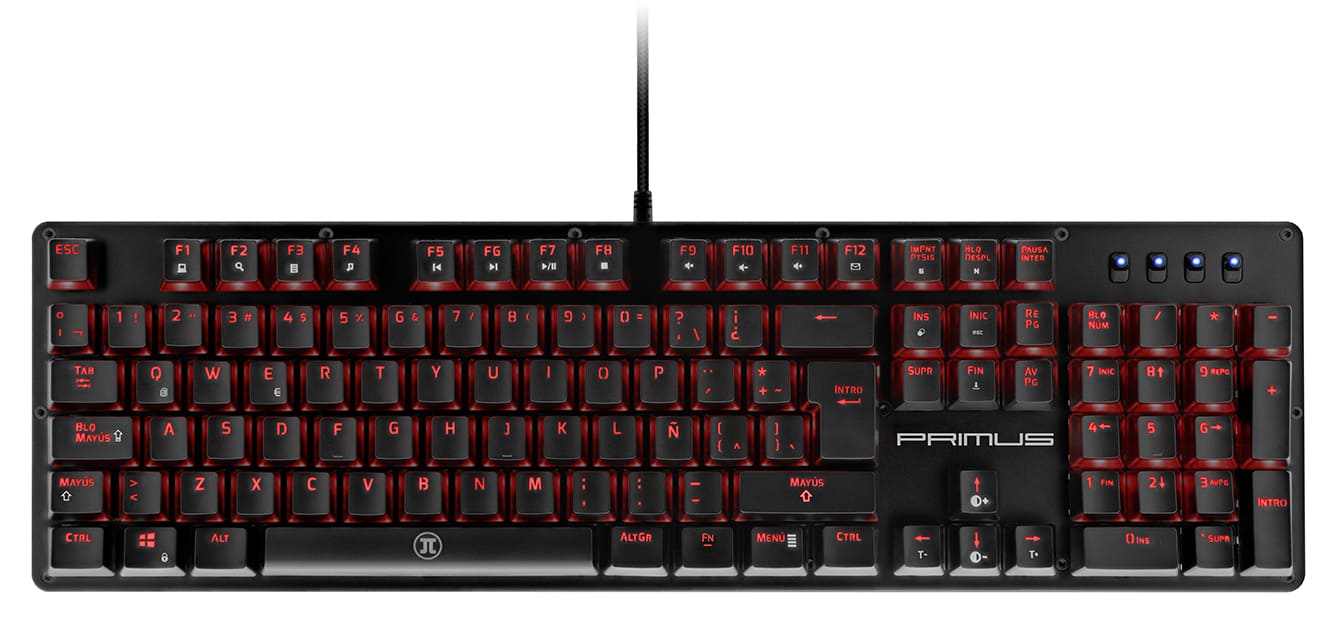 ESC F1 F2 F3 F4 F5 F6 F7 F8 F9 F10 F11 F12 IMPNT BLQ PAUSA
PTSIS DESPL INTER
G N
° 1 ! 2 " 3 # 4 $ 5 % 6 & 7 / 8 ( 9 ) 0 = ? ¡ INS INIC RE BLQ / * -
| ¬ ' \ ¿ REC PG NÚM
TAB Q W E R T Y U I O P ¨ * INTRO SUPR FIN AV 7 INIC 8↑ 9 REPG +
´ + ~ PG
BLQ A S D F G H J K L Ñ [ ] PRIMUS 4← 5 6→
MAYÚS { ^ } `
MAYÚS > Z X C V B N M ; : _ MAYÚS ↑ 1 FIN 2↓ 3 AVPG INTRO
< , . -
CTRL ALT ALTGR FN MENÚ CTRL ← ↓ → 0 INS . SUPR
T- - T+